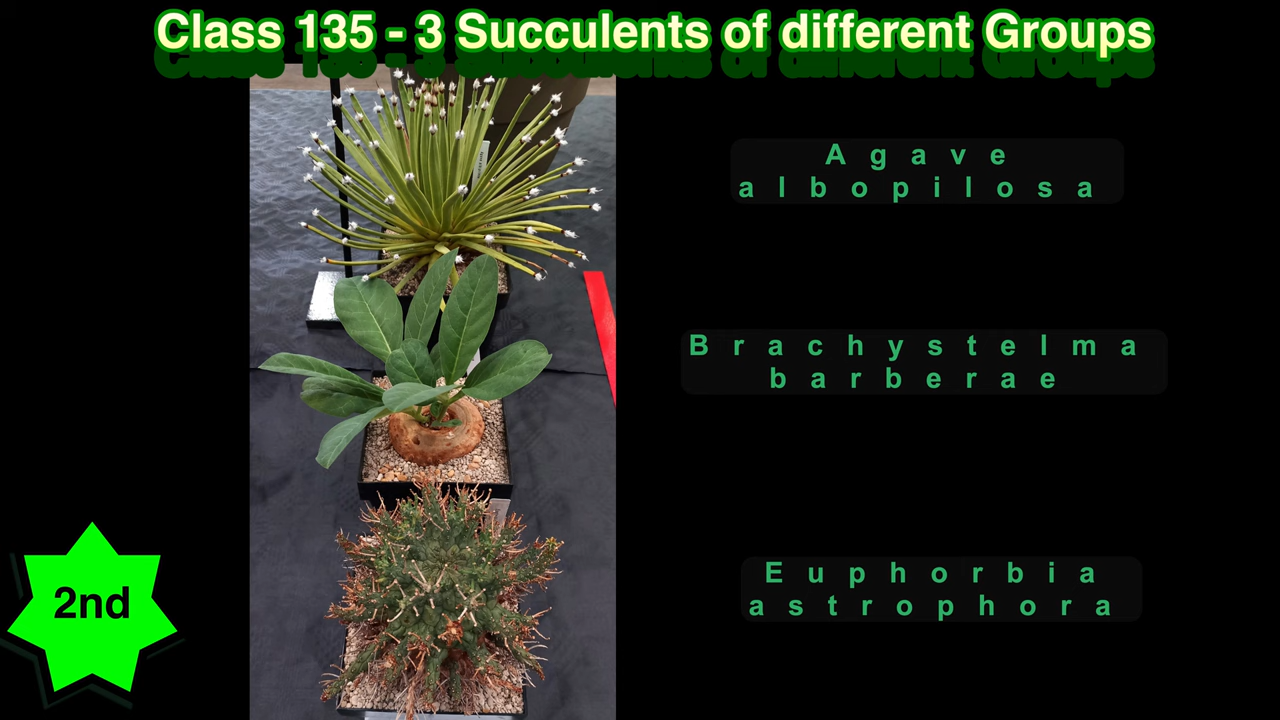 Class 135 - 3 Succulents of different Groups
Agave
albopilosa
Brachystelma
barberae
Euphorbia
astrophora
2nd